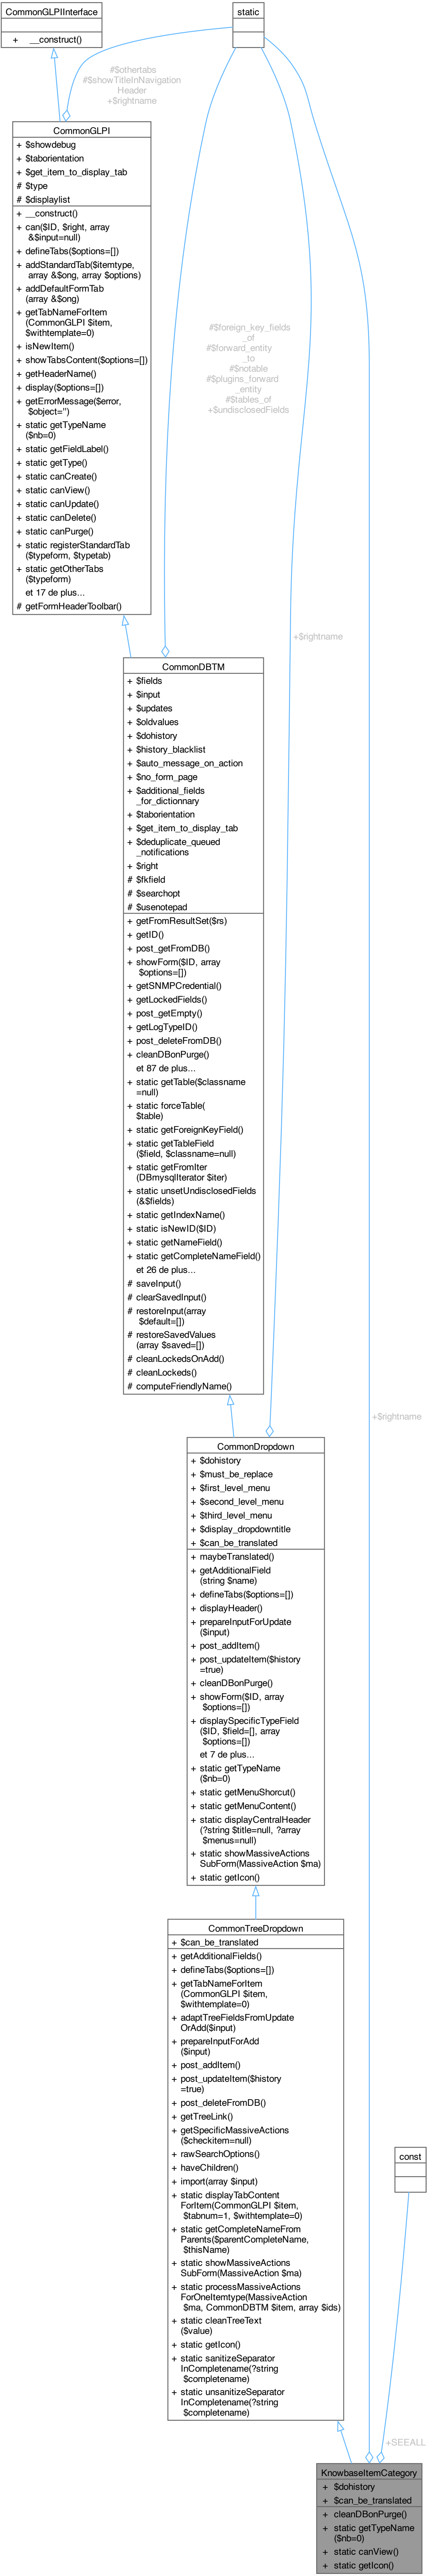 CommonGLPIInterface
+ __construct()
static
#$othertabs
#$showTitleInNavigation
Header
+$rightname
CommonGLPI
+ $showdebug
+ $taborientation
+ $get_item_to_display_tab
# $type
# $displaylist
+ __construct()
+ can($ID, $right, array
&$input=null)
+ defineTabs($options=[])
+ addStandardTab($itemtype,
array &$ong, array $options)
+ addDefaultFormTab
(array &$ong)
+ getTabNameForItem
(CommonGLPI $item,
$withtemplate=0)
+ isNewItem()
+ showTabsContent($options=[])
+ getHeaderName()
+ display($options=[])
+ getErrorMessage($error,
$object='')
+ static getTypeName
($nb=0)
+ static getFieldLabel()
+ static getType()
+ static canCreate()
+ static canView()
+ static canUpdate()
+ static canDelete()
+ static canPurge()
+ static registerStandardTab
($typeform, $typetab)
+ static getOtherTabs
($typeform)
et 17 de plus...
# getFormHeaderToolbar()
#$foreign_key_fields
_of
#$forward_entity
_to
#$notable
#$plugins_forward
_entity
#$tables_of
+$undisclosedFields
+$rightname
CommonDBTM
+ $fields
+ $input
+ $updates
+ $oldvalues
+ $dohistory
+ $history_blacklist
+ $auto_message_on_action
+ $no_form_page
+ $additional_fields
_for_dictionnary
+ $taborientation
+ $get_item_to_display_tab
+ $deduplicate_queued
_notifications
+ $right
# $fkfield
# $searchopt
# $usenotepad
+ getFromResultSet($rs)
+ getID()
+ post_getFromDB()
+ showForm($ID, array
$options=[])
+ getSNMPCredential()
+ getLockedFields()
+ post_getEmpty()
+ getLogTypeID()
+ post_deleteFromDB()
+ cleanDBonPurge()
et 87 de plus...
+ static getTable($classname
=null)
+ static forceTable(
$table)
+ static getForeignKeyField()
+ static getTableField
($field, $classname=null)
+ static getFromIter
(DBmysqlIterator $iter)
+ static unsetUndisclosedFields
(&$fields)
+ static getIndexName()
+ static isNewID($ID)
+ static getNameField()
+ static getCompleteNameField()
et 26 de plus...
# saveInput()
# clearSavedInput()
# restoreInput(array
$default=[])
# restoreSavedValues
(array $saved=[])
# cleanLockedsOnAdd()
# cleanLockeds()
# computeFriendlyName()
+$rightname
CommonDropdown
+ $dohistory
+ $must_be_replace
+ $first_level_menu
+ $second_level_menu
+ $third_level_menu
+ $display_dropdowntitle
+ $can_be_translated
+ maybeTranslated()
+ getAdditionalField
(string $name)
+ defineTabs($options=[])
+ displayHeader()
+ prepareInputForUpdate
($input)
+ post_addItem()
+ post_updateItem($history
=true)
+ cleanDBonPurge()
+ showForm($ID, array
$options=[])
+ displaySpecificTypeField
($ID, $field=[], array
$options=[])
et 7 de plus...
+ static getTypeName
($nb=0)
+ static getMenuShorcut()
+ static getMenuContent()
+ static displayCentralHeader
(?string $title=null, ?array
$menus=null)
+ static showMassiveActions
SubForm(MassiveAction $ma)
+ static getIcon()
CommonTreeDropdown
+ $can_be_translated
+ getAdditionalFields()
+ defineTabs($options=[])
+ getTabNameForItem
(CommonGLPI $item,
$withtemplate=0)
+ adaptTreeFieldsFromUpdate
OrAdd($input)
+ prepareInputForAdd
($input)
+ post_addItem()
+ post_updateItem($history
=true)
+ post_deleteFromDB()
+ getTreeLink()
+ getSpecificMassiveActions
($checkitem=null)
+ rawSearchOptions()
+ haveChildren()
+ import(array $input)
+ static displayTabContent
ForItem(CommonGLPI $item,
$tabnum=1, $withtemplate=0)
+ static getCompleteNameFrom
Parents($parentCompleteName,
$thisName)
+ static showMassiveActions
SubForm(MassiveAction $ma)
+ static processMassiveActions
ForOneItemtype(MassiveAction
$ma, CommonDBTM $item, array $ids)
+ static cleanTreeText
($value)
+ static getIcon()
+ static sanitizeSeparator
InCompletename(?string
$completename)
+ static unsanitizeSeparator
InCompletename(?string
$completename)
const
+SEEALL
KnowbaseItemCategory
+ $dohistory
+ $can_be_translated
+ cleanDBonPurge()
+ static getTypeName
($nb=0)
+ static canView()
+ static getIcon()